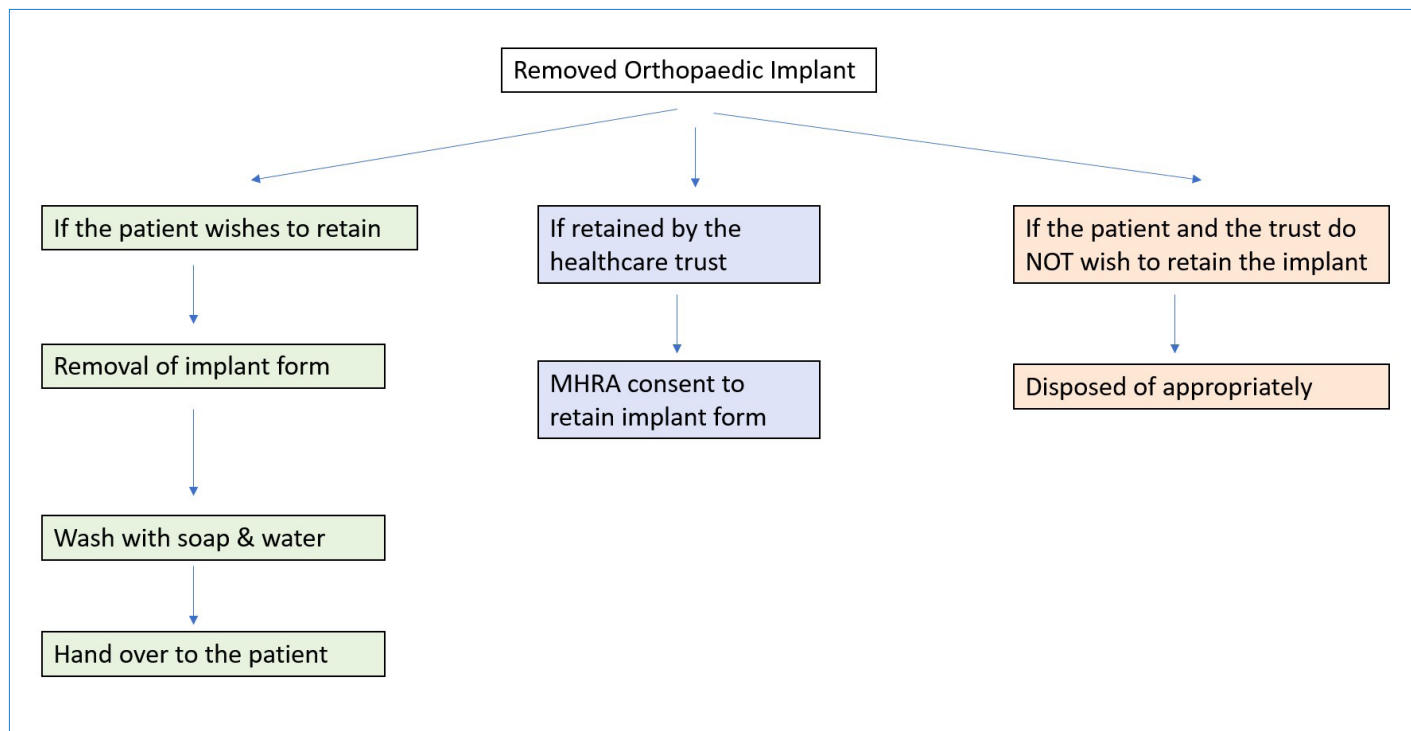 Removed Orthopaedic Implant
If the patient wishes to retain
Removal of implant form
Wash with soap & water
Hand over to the patient
If retained by the
healthcare trust
MHRA consent to
retain implant form
If the patient and the trust do
NOT wish to retain the implant
Disposed of appropriately